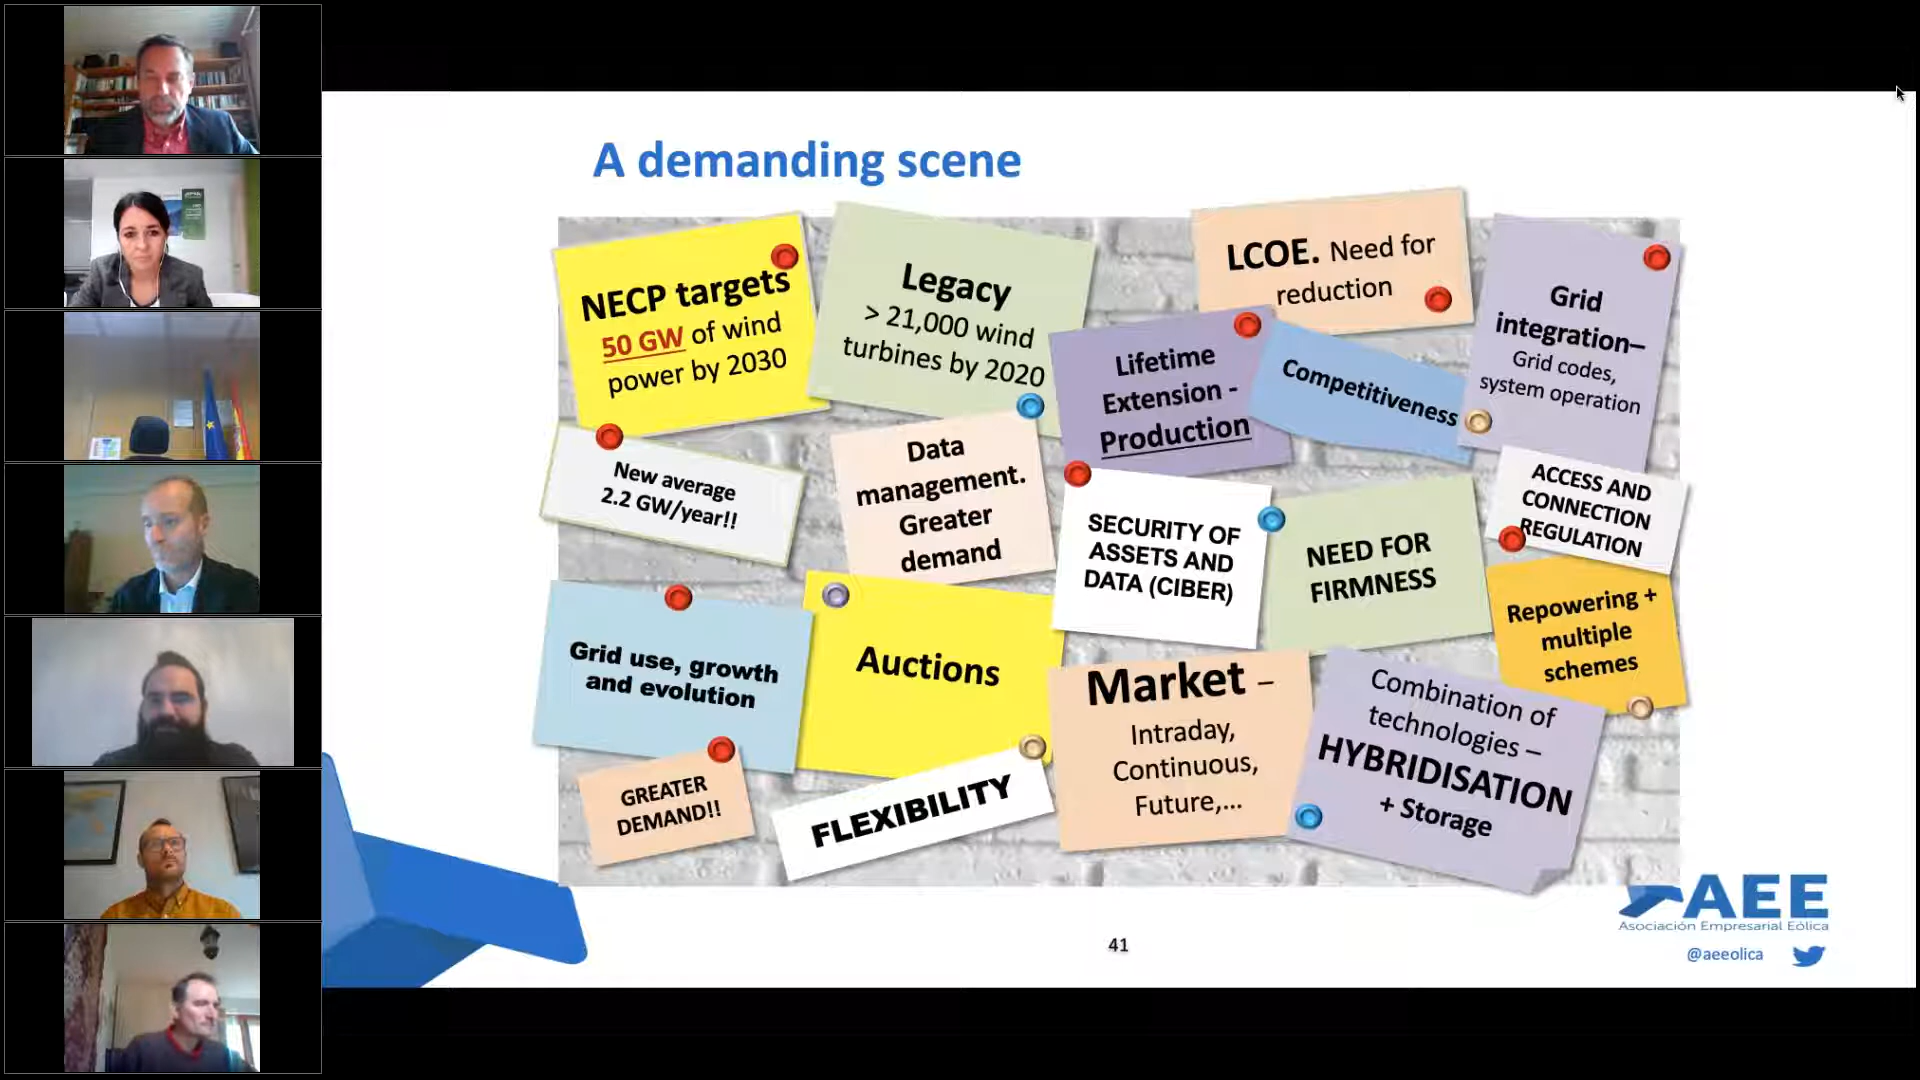 A demanding scene
NECP targets
50 GW of wind
power by 2030
Legacy
> 21,000 wind
turbines by 2020
LCOE. Need for
reduction
Grid
integration–
Grid codes,
system operation
Lifetime
Extension -
Production
Competitiveness
New average
2.2 GW/year!!
Data
management.
Greater
demand
SECURITY OF
ASSETS AND
DATA (CIBER)
NEED FOR
FIRMNESS
ACCESS AND
CONNECTION
REGULATION
Repowering +
multiple
schemes
Grid use, growth
and evolution
Auctions
Market –
Intraday,
Continuous,
Future,...
Combination of
technologies –
HYBRIDISATION
+ Storage
GREATER
DEMAND!!
FLEXIBILITY
AEE
Asociación Empresarial Eólica
@aeeolica
41